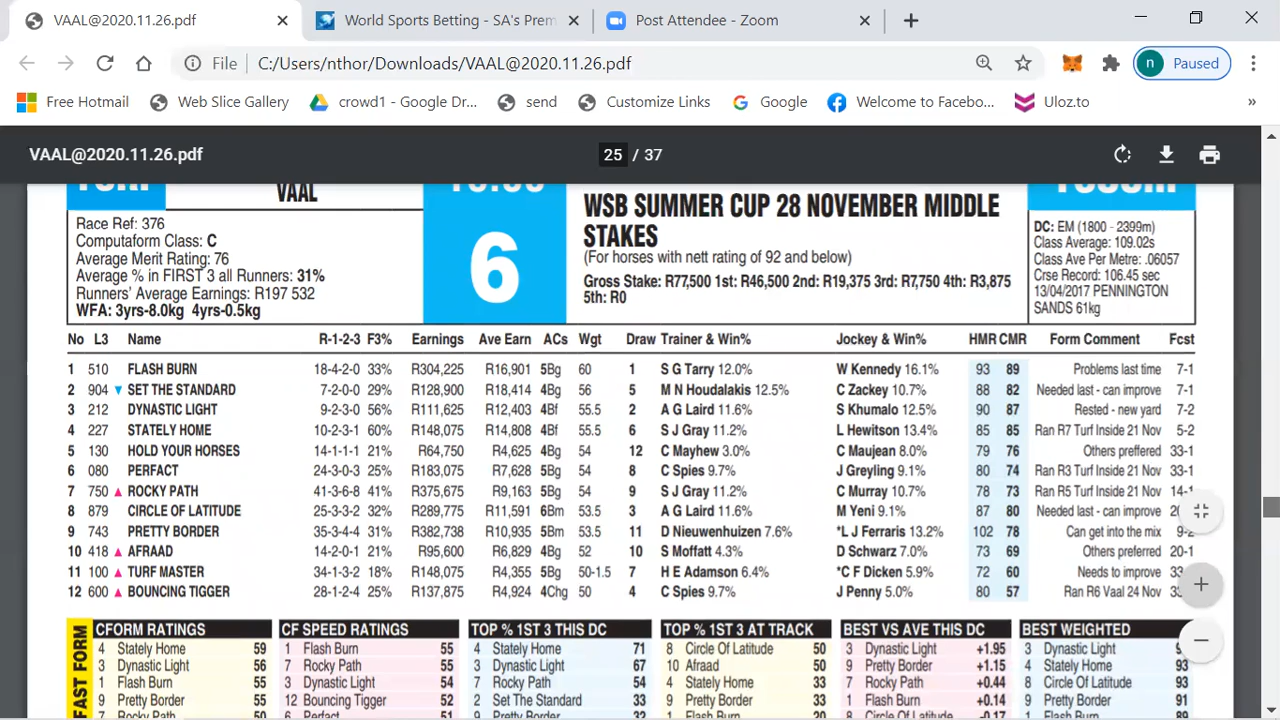 VAAL@2020.11.26.pdf
World Sports Betting - SA's Prem
Post Attendee - Zoom
File C:/Users/nthor/Downloads/VAAL@2020.11.26.pdf
n Paused
Free Hotmail Web Slice Gallery crowd1 - Google Dr... send Customize Links Google Welcome to Facebo... Uloz.to »
VAAL@2020.11.26.pdf 25 / 37
VAAL
Race Ref: 376
Computaform Class: C
Average Merit Rating: 76
Average % in FIRST 3 all Runners: 31%
Runners' Average Earnings: R197 532
WFA: 3yrs-8.0kg 4yrs-0.5kg
6
WSB SUMMER CUP 28 NOVEMBER MIDDLE
STAKES
(For horses with nett rating of 92 and below)
Gross Stake: R77,500 1st: R46,500 2nd: R19,375 3rd: R7,750 4th: R3,875
5th: R0
DC: EM (1800 - 2399m)
Class Average: 109.02s
Class Ave Per Metre: .06057
Crse Record: 106.45 sec
13/04/2017 PENNINGTON
SANDS 61kg
No L3 Name R-1-2-3 F3% Earnings Ave Earn ACs Wgt Draw Trainer & Win% Jockey & Win% HMR CMR Form Comment Fcst
1 510 FLASH BURN 18-4-2-0 33% R304,225 R16,901 5Bg 60 1 S G Tarry 12.0% W Kennedy 16.1% 93 89 Problems last time 7-1
2 904 SET THE STANDARD 7-2-0-0 29% R128,900 R18,414 4Bg 56 5 M N Houdalakis 12.5% C Zackey 10.7% 88 82 Needed last - can improve 7-1
3 212 DYNASTIC LIGHT 9-2-3-0 56% R111,625 R12,403 4Bf 55.5 2 A G Laird 11.6% S Khumalo 12.5% 90 87 Rested - new yard 7-2
4 227 STATELY HOME 10-2-3-1 60% R148,075 R14,808 4Bf 55.5 6 S J Gray 11.2% L Hewitson 13.4% 85 85 Ran R7 Turf Inside 21 Nov 5-2
5 130 HOLD YOUR HORSES 14-1-1-1 21% R64,750 R4,625 4Bg 54 12 C Mayhew 3.0% C Maujean 8.0% 79 76 Others preffered 33-1
6 080 PERFACT 24-3-0-3 25% R183,075 R7,628 5Bg 54 8 C Spies 9.7% J Greyling 9.1% 80 74 Ran R3 Turf Inside 21 Nov 33-1
7 750 ROCKY PATH 41-3-6-8 41% R375,675 R9,163 5Bg 54 9 S J Gray 11.2% C Murray 10.7% 78 73 Ran R5 Turf Inside 21 Nov 14-1
8 879 CIRCLE OF LATITUDE 25-3-3-2 32% R289,775 R11,591 6Bm 53.5 3 A G Laird 11.6% M Yeni 9.1% 87 80 Needed last - can improve
9 743 PRETTY BORDER 35-3-4-4 31% R382,738 R10,935 5Bm 53.5 11 D Nieuwenhuizen 7.6% *L J Ferraris 13.2% 102 78 Can get into the mix 9-2
10 418 AFRAAD 14-2-0-1 21% R95,600 R6,829 4Bg 52 10 S Moffatt 4.3% D Schwarz 7.0% 73 69 Others preferred 20-1
11 100 TURF MASTER 34-1-3-2 18% R148,075 R4,355 5Bg 50-1.5 7 H E Adamson 6.4% *C F Dicken 5.9% 72 60 Needs to improve
12 600 BOUNCING TIGGER 28-1-2-4 25% R137,875 R4,924 4Chg 50 4 C Spies 9.7% J Penny 5.0% 80 57 Ran R6 Vaal 24 Nov
FAST FORM
CFORM RATINGS CF SPEED RATINGS TOP % 1ST 3 THIS DC TOP % 1ST 3 AT TRACK BEST VS AVE THIS DC BEST WEIGHTED
4 Stately Home 59 1 Flash Burn 55 4 Stately Home 71 8 Circle Of Latitude 50 3 Dynastic Light +1.95 3 Dynastic Light
3 Dynastic Light 56 7 Rocky Path 55 3 Dynastic Light 67 10 Afraad 50 9 Pretty Border +1.15 4 Stately Home 93
1 Flash Burn 55 3 Dynastic Light 54 7 Rocky Path 54 4 Stately Home 33 7 Rocky Path +0.44 8 Circle Of Latitude 93
9 Pretty Border 55 12 Bouncing Tigger 52 2 Set The Standard 33 9 Pretty Border 33 1 Flash Burn +0.14 9 Pretty Border 91
7 Rocky Path 50 6 Perfact 51 9 Pretty Border 32 1 Flash Burn 20 8 Circle Of Latitude -0.17 1 Flash Burn 89